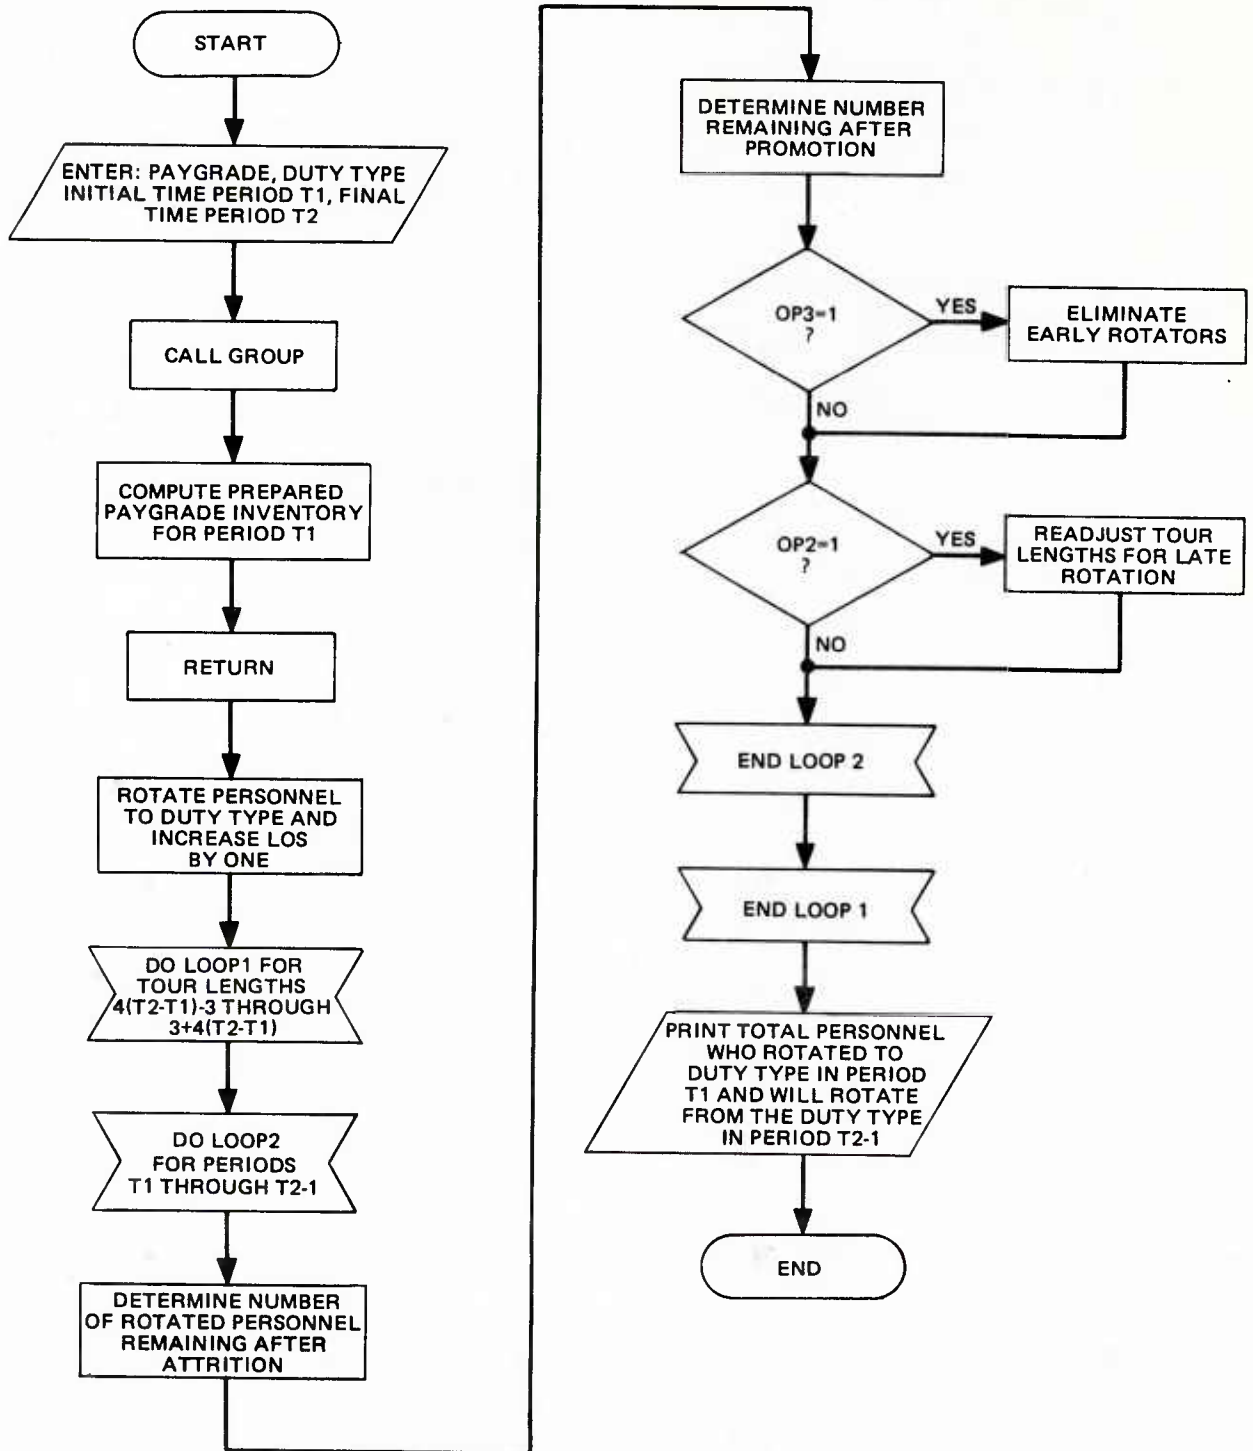 START
ENTER: PAYGRADE, DUTY TYPE
INITIAL TIME PERIOD T1, FINAL
TIME PERIOD T2
CALL GROUP
COMPUTE PREPARED
PAYGRADE INVENTORY
FOR PERIOD T1
RETURN
ROTATE PERSONNEL
TO DUTY TYPE AND
INCREASE LOS
BY ONE
DO LOOP1 FOR
TOUR LENGTHS
4(T2-T1)-3 THROUGH
3+4(T2-T1)
DO LOOP2
FOR PERIODS
T1 THROUGH T2-1
DETERMINE NUMBER
OF ROTATED PERSONNEL
REMAINING AFTER
ATTRITION
DETERMINE NUMBER
REMAINING AFTER
PROMOTION
OP3=1
?
YES
ELIMINATE
EARLY ROTATORS
NO
OP2=1
?
YES
READJUST TOUR
LENGTHS FOR LATE
ROTATION
NO
END LOOP 2
END LOOP 1
PRINT TOTAL PERSONNEL
WHO ROTATED TO
DUTY TYPE IN PERIOD
T1 AND WILL ROTATE
FROM THE DUTY TYPE
IN PERIOD T2-1
END